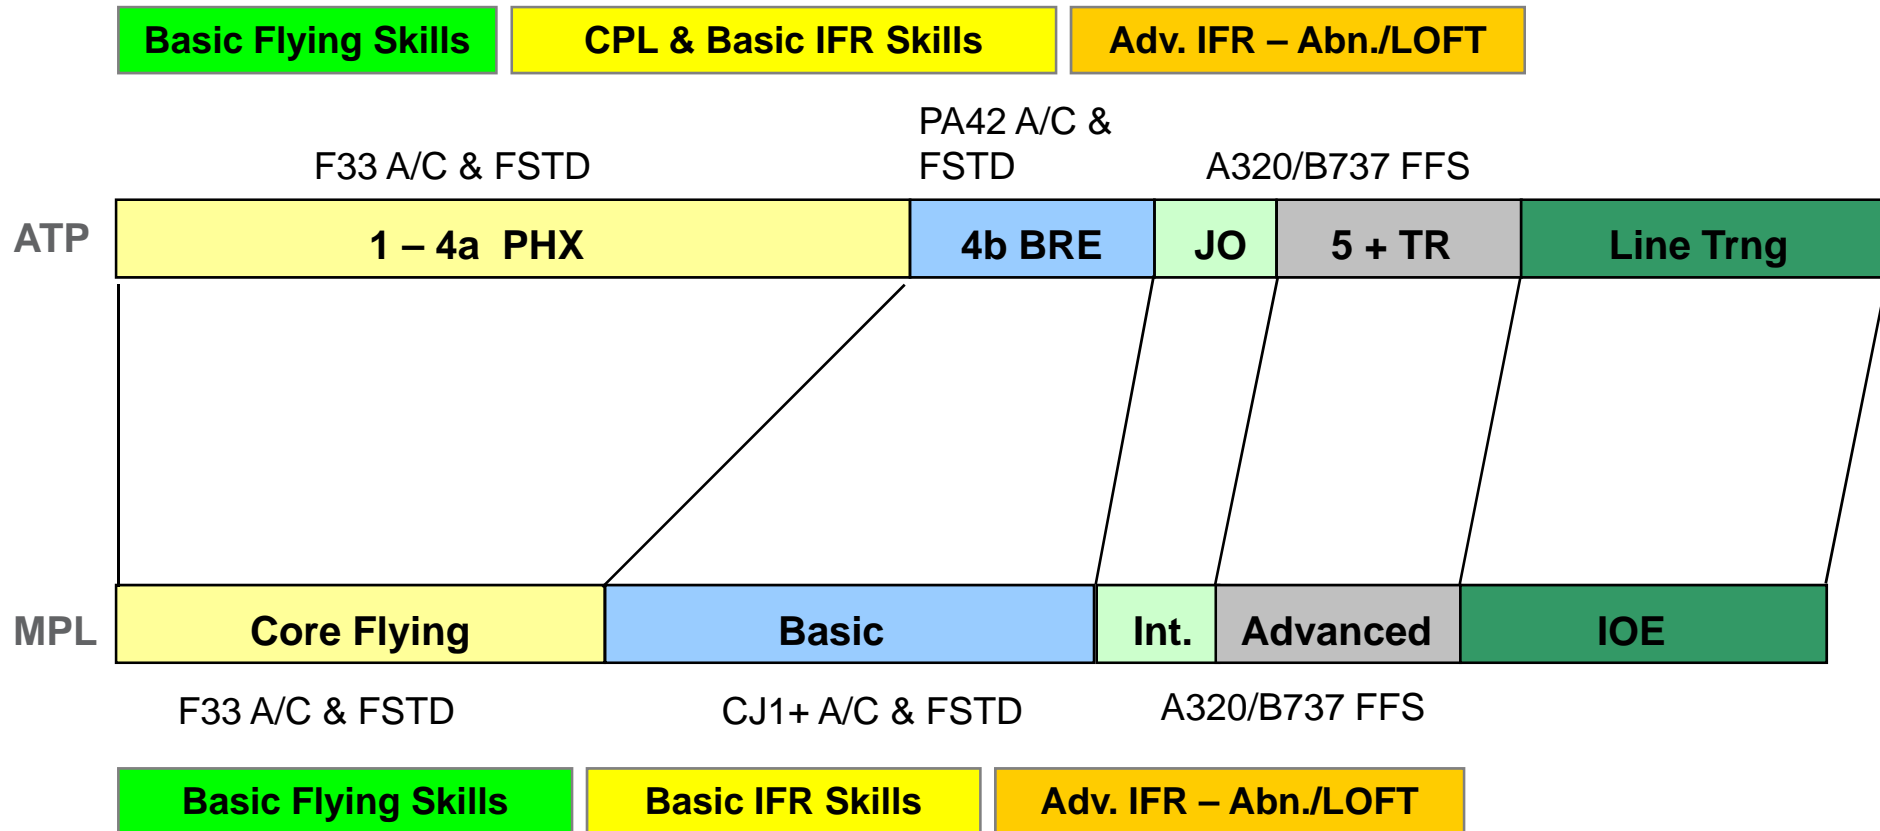 Basic Flying Skills
CPL & Basic IFR Skills
Adv. IFR – Abn./LOFT
F33 A/C & FSTD
PA42 A/C &
FSTD
A320/B737 FFS
ATP
1 – 4a PHX
4b BRE
JO
5 + TR
Line Trng
MPL
Core Flying
Basic
Int.
Advanced
IOE
F33 A/C & FSTD
CJ1+ A/C & FSTD
A320/B737 FFS
Basic Flying Skills
Basic IFR Skills
Adv. IFR – Abn./LOFT